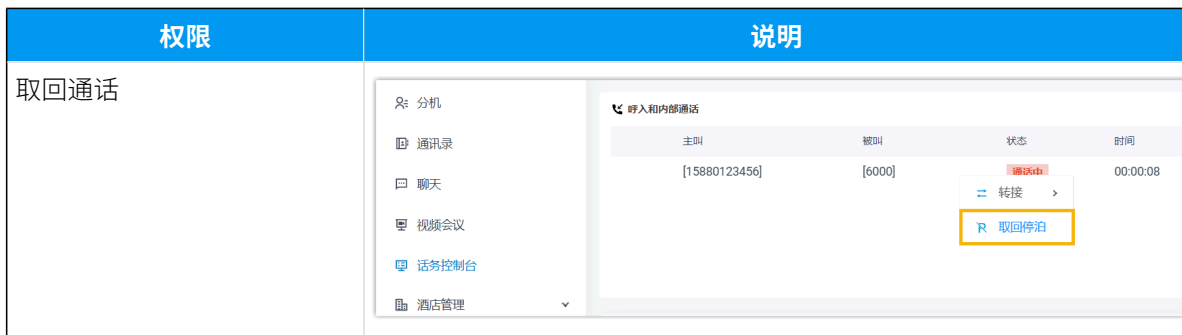 权限 说明
取回通话
分机
通讯录
聊天
视频会议
话务控制台
酒店管理
呼入和内部通话
主叫 被叫 状态 时间
[15880123456] [6000] 通话中 00:00:08
转接
取回停泊